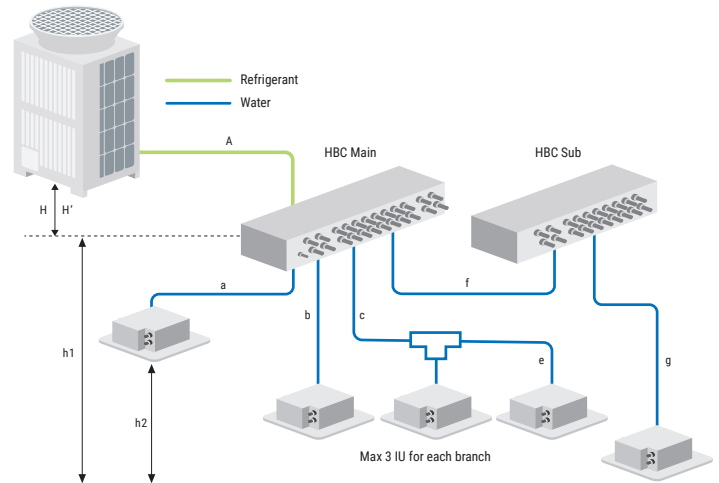 Refrigerant
Water
A
HBC Main
HBC Sub
H H'
a
f
b
c
h1
e
g
h2
Max 3 IU for each branch